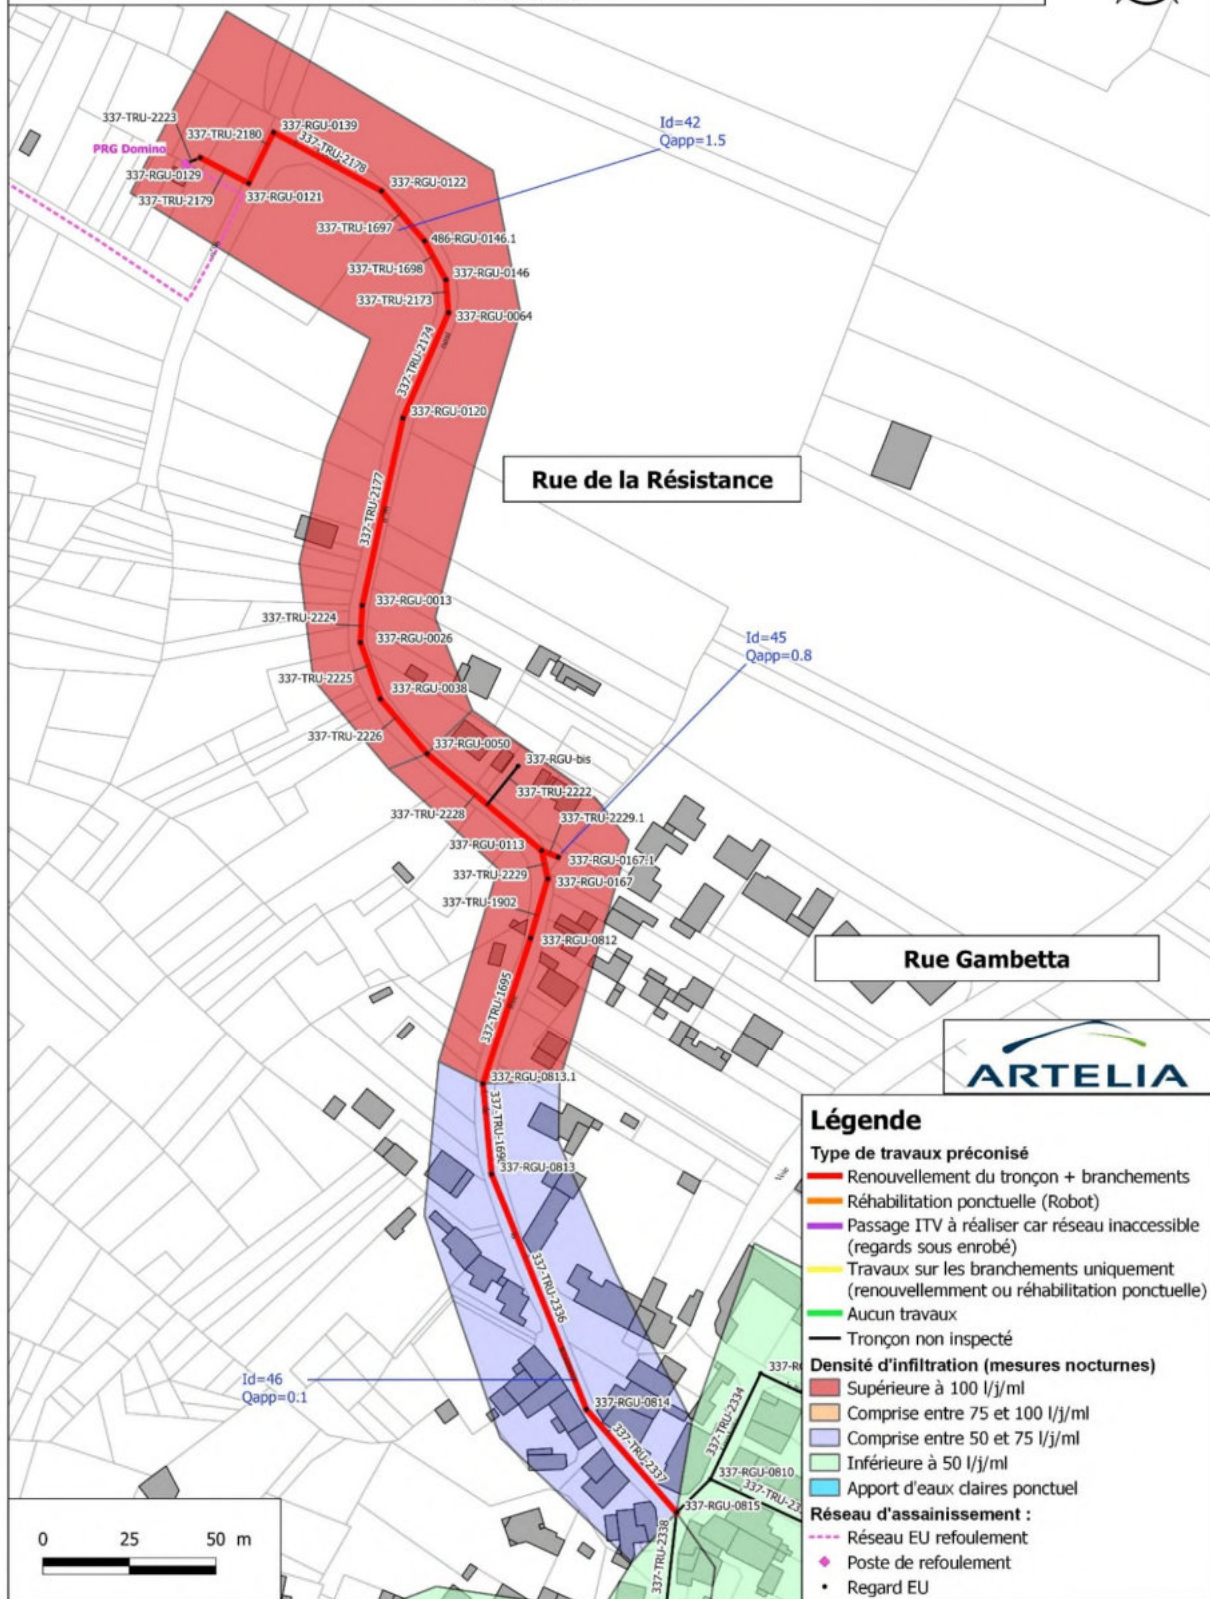 337-TRU-2223
337-TRU-2180
337-RGU-0139
337-TRU-2178
PRG Domino
337-RGU-0129
337-TRU-2179
337-RGU-0121
337-RGU-0122
Id=42
Qapp=1.5
337-TRU-1697
486-RGU-0146.1
337-TRU-1698
337-RGU-0146
337-TRU-2173
337-RGU-0064
337-TRU-2174
337-RGU-0120
Rue de la Résistance
337-TRU-2177
337-RGU-0013
337-TRU-2224
337-RGU-0026
Id=45
Qapp=0.8
337-TRU-2225
337-RGU-0038
337-TRU-2226
337-RGU-0050
337-RGU-bis
337-TRU-2222
337-TRU-2228
337-TRU-2229.1
337-RGU-0113
337-RGU-0167.1
337-TRU-2229
337-RGU-0167
337-TRU-1902
337-RGU-0812
Rue Gambetta
337-TRU-1695
ARTELIA
337-RGU-0813.1
337-TRU-169
337-RGU-0813
Voie
337-TRU-2336
Id=46
Qapp=0.1
337-RGU-0814
337-TRU-2337
337-R
337-TRU-2334
337-RGU-0810
337-TRU-23
337-RGU-0815
337-TRU-2338
Légende
Type de travaux préconisé
Renouvellement du tronçon + branchements
Réhabilitation ponctuelle (Robot)
Passage ITV à réaliser car réseau inaccessible
(regards sous enrobé)
Travaux sur les branchements uniquement
(renouvellemment ou réhabilitation ponctuelle)
Aucun travaux
Tronçon non inspecté
Densité d'infiltration (mesures nocturnes)
Supérieure à 100 l/j/ml
Comprise entre 75 et 100 l/j/ml
Comprise entre 50 et 75 l/j/ml
Inférieure à 50 l/j/ml
Apport d'eaux claires ponctuel
Réseau d'assainissement :
Réseau EU refoulement
Poste de refoulement
Regard EU
0 25 50 m